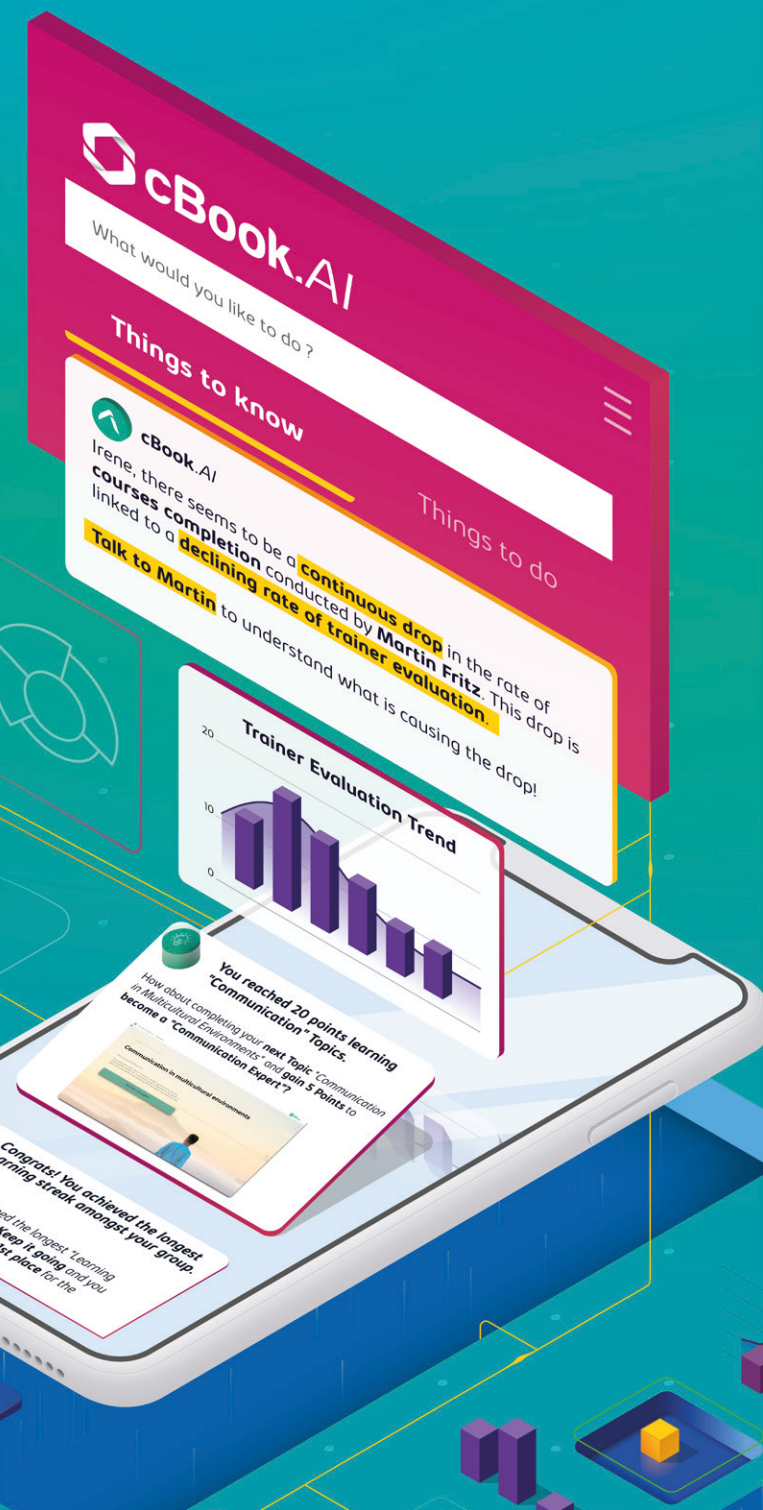 cBook.AI
What would you like to do ?
Things to know
Things to do
cBook.AI
Irene, there seems to be a continuous drop in the rate of
courses completion conducted by Martin Fritz. This drop is
linked to a declining rate of trainer evaluation.
Talk to Martin to understand what is causing the drop!
Trainer Evaluation Trend
20
10
0
You reached 20 points learning
"Communication" Topics.
How about completing your next Topic "Communication
in Multicultural Environments" and gain 5 Points to
become a "Communication Expert"?
Communication in multicultural environments
Congrats! You achieved the longest
arning streak amongst your group.
ed the longest "Learning
Keep it going and you
1st place for the